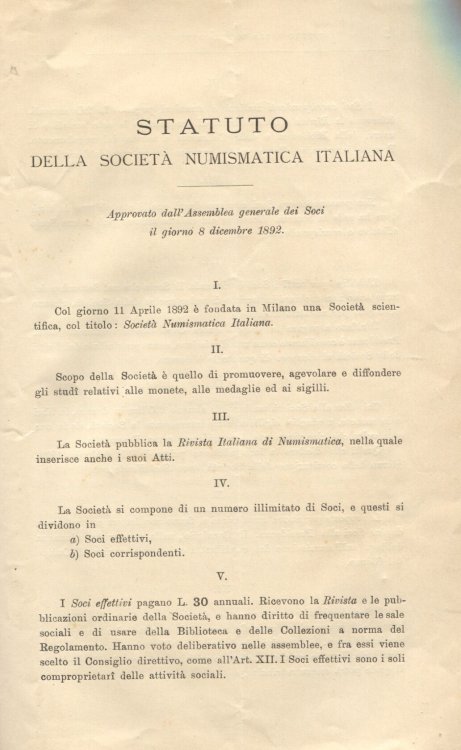 STATUTO
DELLA SOCIETÀ NUMISMATICA ITALIANA
Approvato dall'Assemblea generale dei Soci
il giorno 8 dicembre 1892.
I.
Col giorno 11 Aprile 1892 è fondata in Milano una Società scien-
tifica, col titolo: Società Numismatica Italiana.
II.
Scopo della Società è quello di promuovere, agevolare e diffondere
gli studî relativi alle monete, alle medaglie ed ai sigilli.
III.
La Società pubblica la Rivista Italiana di Numismatica, nella quale
inserisce anche i suoi Atti.
IV.
La Società si compone di un numero illimitato di Soci, e questi si
dividono in
a) Soci effettivi,
b) Soci corrispondenti.
V.
I Soci effettivi pagano L. 30 annuali. Ricevono la Rivista e le pub-
blicazioni ordinarie della Società, e hanno diritto di frequentare le sale
sociali e di usare della Biblioteca e delle Collezioni a norma del
Regolamento. Hanno voto deliberativo nelle assemblee, e fra essi viene
scelto il Consiglio direttivo, come all'Art. XII. I Soci effettivi sono i soli
comproprietarî delle attività sociali.